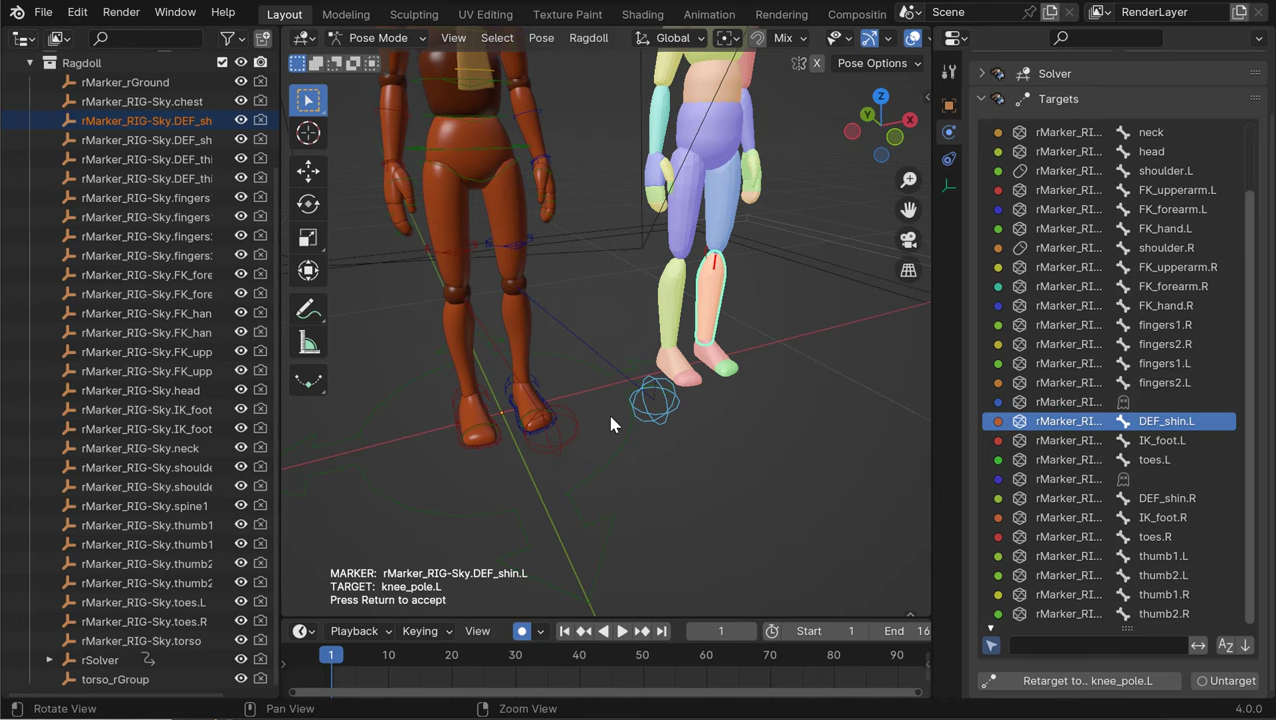 File Edit Render Window Help Layout Modeling Sculpting UV Editing Texture Paint Shading Animation Rendering Compositin Scene RenderLayer
Pose Mode View Select Pose Ragdoll Global Mix
X Pose Options
Ragdoll
rMarker_rGround
rMarker_RIG-Sky.chest
rMarker_RIG-Sky.DEF_sh
rMarker_RIG-Sky.DEF_sh
rMarker_RIG-Sky.DEF_thi
rMarker_RIG-Sky.DEF_thi
rMarker_RIG-Sky.fingers
rMarker_RIG-Sky.fingers
rMarker_RIG-Sky.fingers
rMarker_RIG-Sky.fingers
rMarker_RIG-Sky.FK_fore
rMarker_RIG-Sky.FK_fore
rMarker_RIG-Sky.FK_han
rMarker_RIG-Sky.FK_han
rMarker_RIG-Sky.FK_upp
rMarker_RIG-Sky.FK_upp
rMarker_RIG-Sky.head
rMarker_RIG-Sky.IK_foot
rMarker_RIG-Sky.IK_foot
rMarker_RIG-Sky.neck
rMarker_RIG-Sky.shoulde
rMarker_RIG-Sky.shoulde
rMarker_RIG-Sky.spine1
rMarker_RIG-Sky.thumb1
rMarker_RIG-Sky.thumb1
rMarker_RIG-Sky.thumb2
rMarker_RIG-Sky.thumb2
rMarker_RIG-Sky.toes.L
rMarker_RIG-Sky.toes.R
rMarker_RIG-Sky.torso
rSolver
torso_rGroup
Z
Y
MARKER: rMarker_RIG-Sky.DEF_shin.L
TARGET: knee_pole.L
Press Return to accept
Playback Keying View 1 Start 1 End 16
1 10 20 30 40 50 60 70 80 90
Solver
Targets
rMarker_RI... neck
rMarker_RI... head
rMarker_RI... shoulder.L
rMarker_RI... FK_upperarm.L
rMarker_RI... FK_forearm.L
rMarker_RI... FK_hand.L
rMarker_RI... shoulder.R
rMarker_RI... FK_upperarm.R
rMarker_RI... FK_forearm.R
rMarker_RI... FK_hand.R
rMarker_RI... fingers1.R
rMarker_RI... fingers2.R
rMarker_RI... fingers1.L
rMarker_RI... fingers2.L
rMarker_RI...
rMarker_RI... DEF_shin.L
rMarker_RI... IK_foot.L
rMarker_RI... toes.L
rMarker_RI...
rMarker_RI... DEF_shin.R
rMarker_RI... IK_foot.R
rMarker_RI... toes.R
rMarker_RI... thumb1.L
rMarker_RI... thumb2.L
rMarker_RI... thumb1.R
rMarker_RI... thumb2.R
Retarget to.. knee_pole.L Untarget
Rotate View Pan View Zoom View 4.0.0